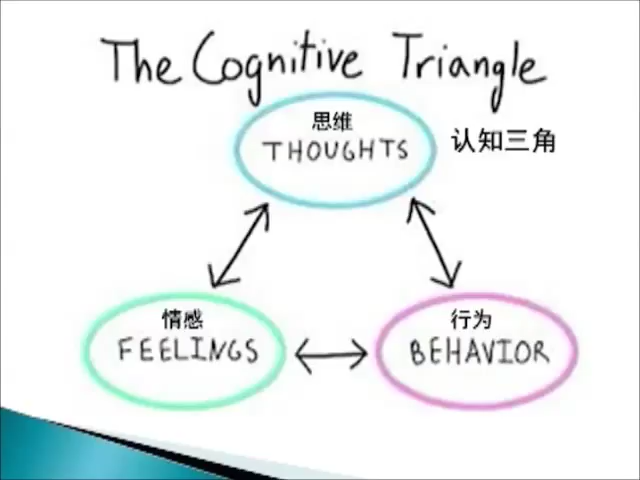 The Cognitive Triangle
思维
THOUGHTS
认知三角
情感
FEELINGS
行为
BEHAVIOR